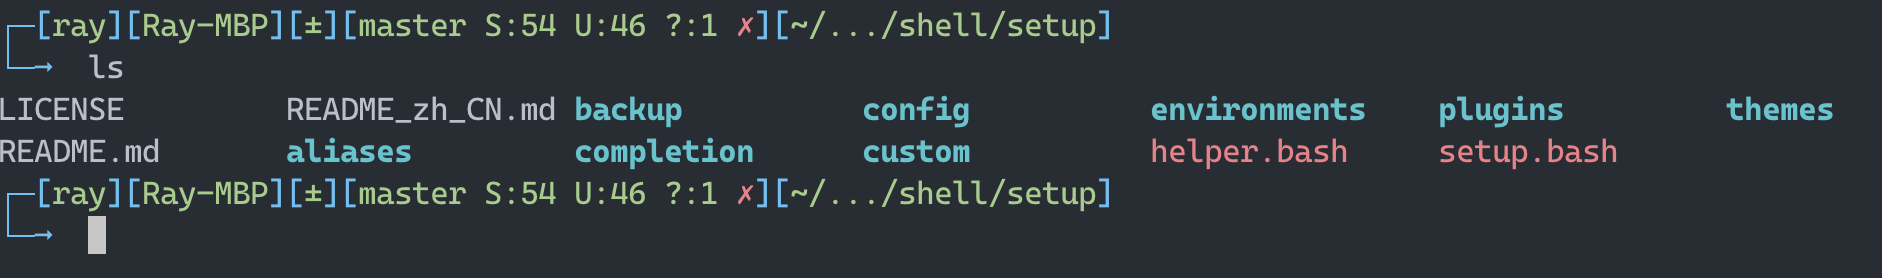 ┌─[ray][Ray-MBP][±][master S:54 U:46 ?:1 ✗][~/.../shell/setup]
└─→ ls
LICENSE README_zh_CN.md backup config environments plugins themes
README.md aliases completion custom helper.bash setup.bash
┌─[ray][Ray-MBP][±][master S:54 U:46 ?:1 ✗][~/.../shell/setup]
└─→